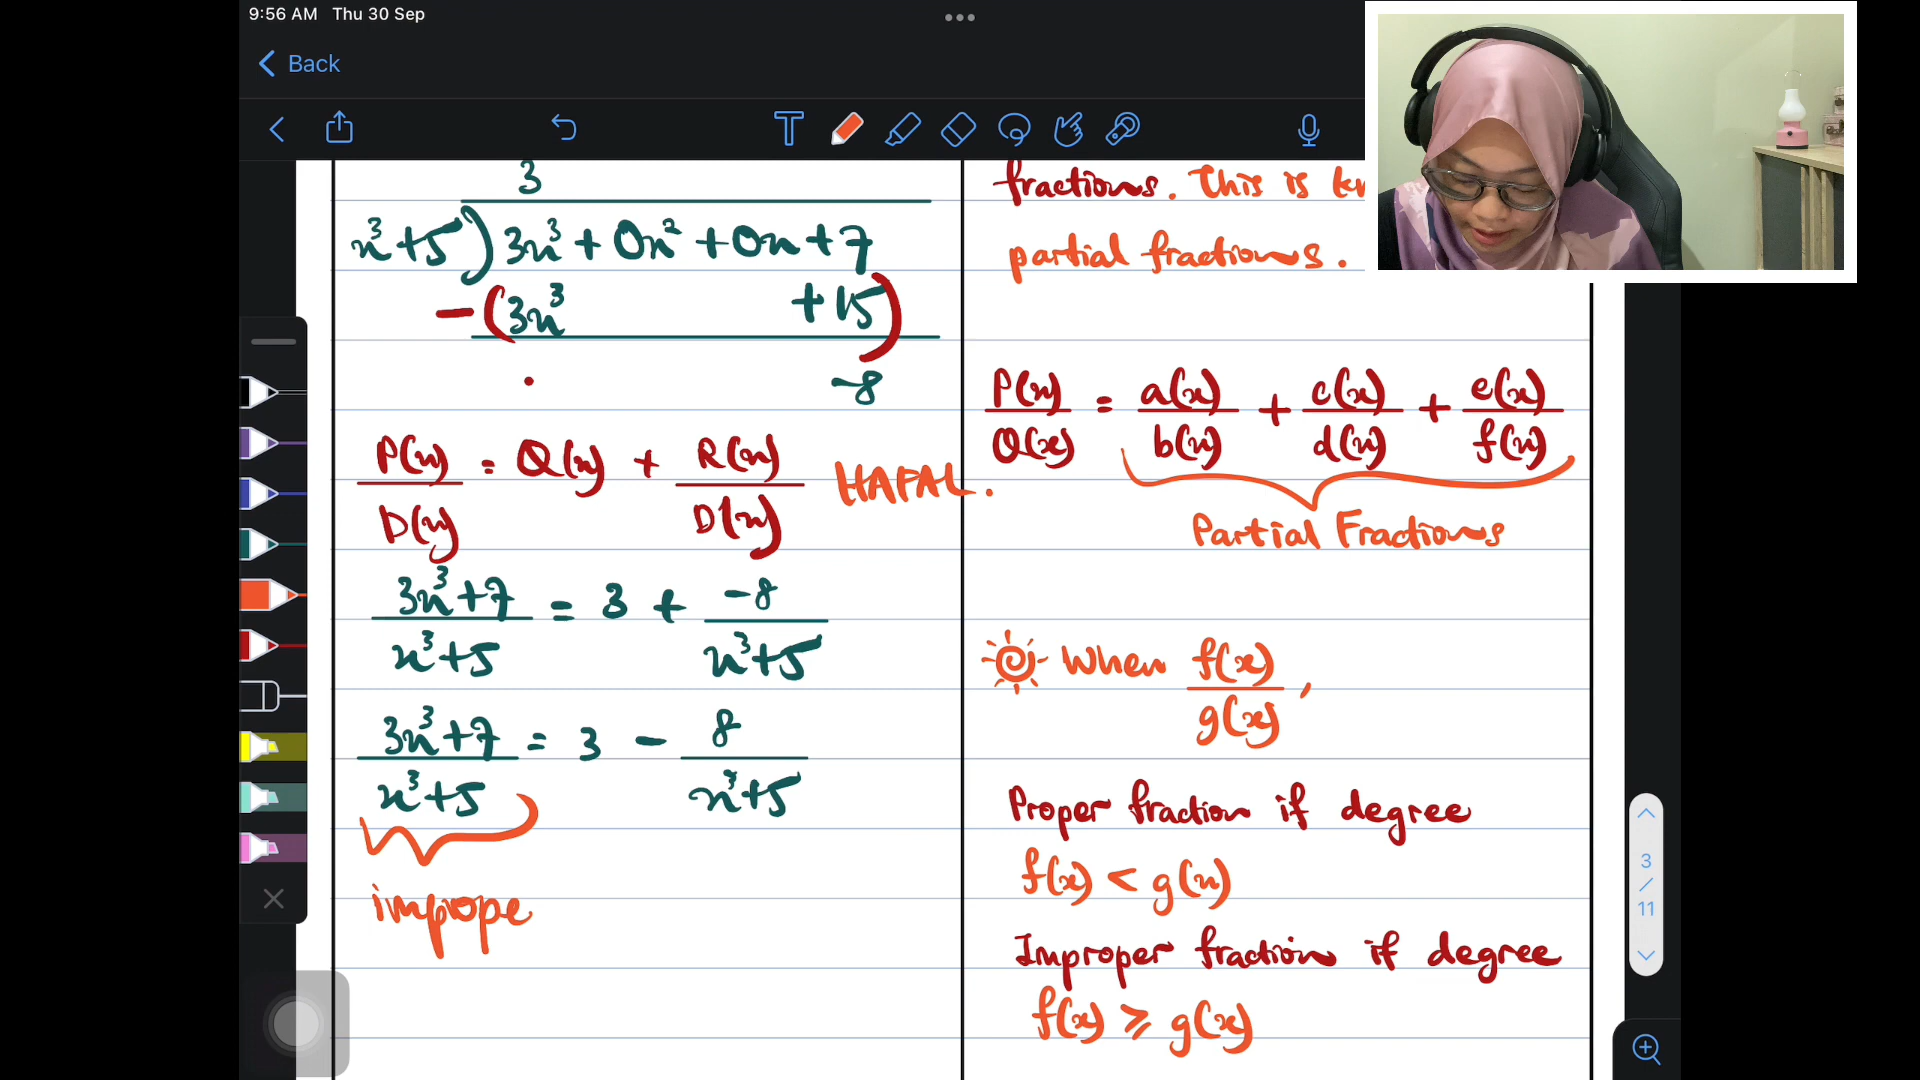 9:56 AM Thu 30 Sep
Back
3
x³+5)3x³ + 0x² + 0x + 7
-(3x³ +15)
-8
P(x)/D(x) = Q(x) + R(x)/D(x) HAFAL.
3x³+7/x³+5 = 3 + -8/x³+5
3x³+7/x³+5 = 3 - 8/x³+5
imprope
fractions. This is
partial fractions.
P(x)/Q(x) = a(x)/b(x) + c(x)/d(x) + e(x)/f(x)
Partial Fractions
When f(x)/g(x),
Proper fraction if degree
f(x) < g(x)
Improper fraction if degree
f(x) ⩾ g(x)
3
/
11